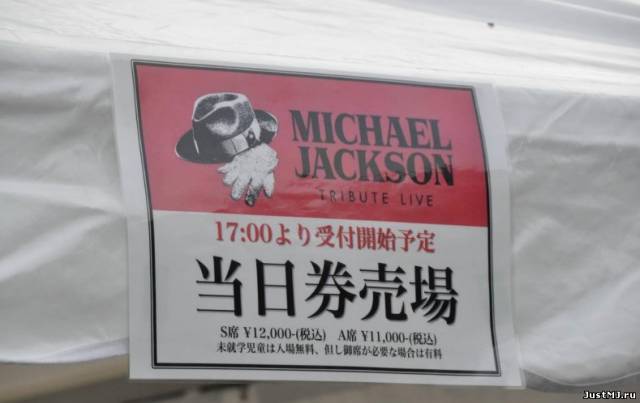 MICHAEL
JACKSON
TRIBUTE LIVE
17:00より受付開始予定
当日券売場
S席 ¥12,000-(税込) A席 ¥11,000-(税込)
未就学児童は入場無料、但し御席が必要な場合は有料
JustMJ.ru